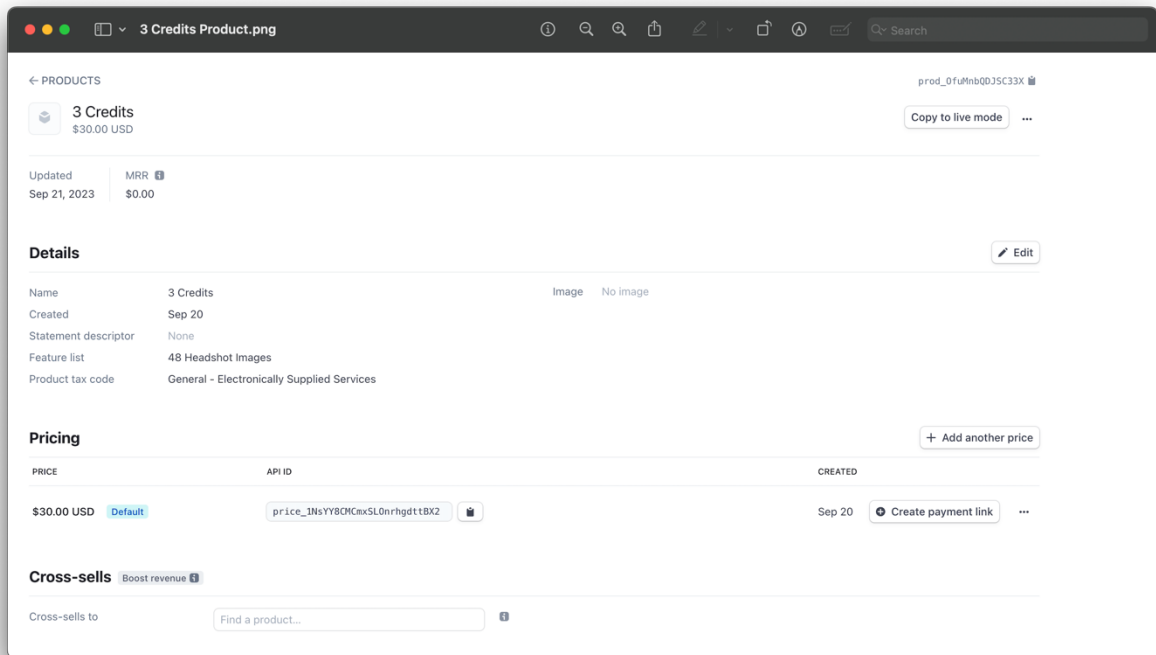 3 Credits Product.png
Search
PRODUCTS
prod_OfuMnbQDJSC33X
3 Credits
$30.00 USD
Copy to live mode
Updated
MRR
Sep 21, 2023
$0.00
Details
Edit
Name
3 Credits
Image
No image
Created
Sep 20
Statement descriptor
None
Feature list
48 Headshot Images
Product tax code
General - Electronically Supplied Services
Pricing
+ Add another price
PRICE
API ID
CREATED
$30.00 USD
Default
price_1NsYY8CMCmxSLOnrhgdttBX2
Sep 20
Create payment link
Cross-sells
Boost revenue
Cross-sells to
Find a product...